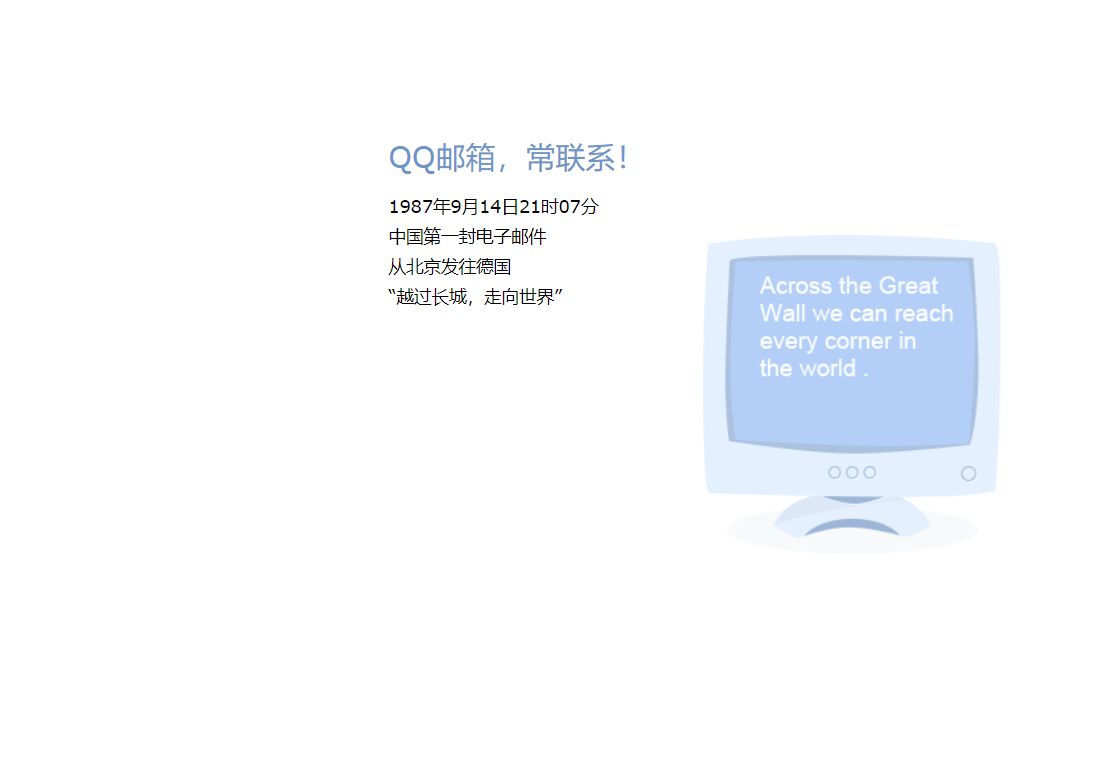 QQ邮箱，常联系！
1987年9月14日21时07分
中国第一封电子邮件
从北京发往德国
“越过长城，走向世界”
Across the Great
Wall we can reach
every corner in
the world .